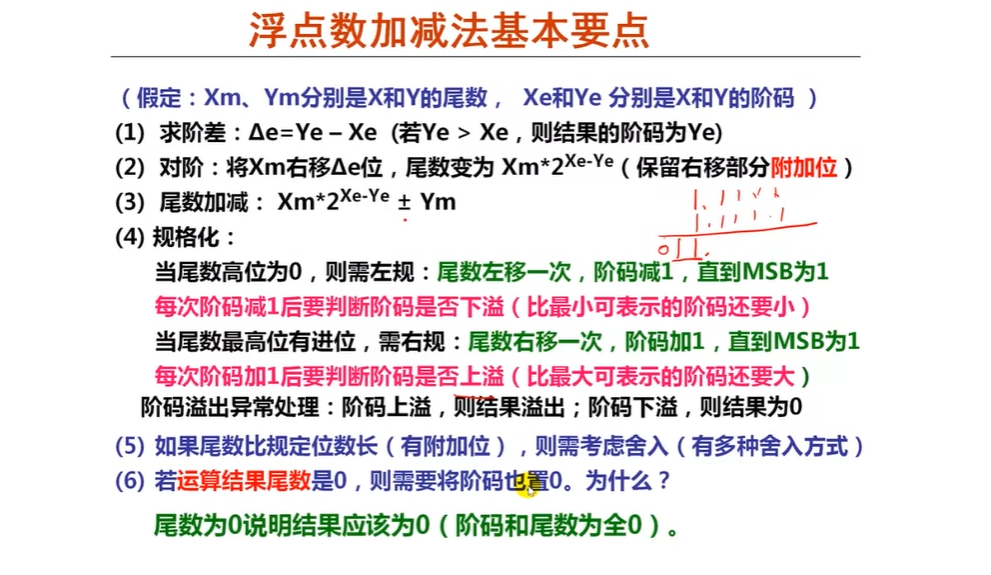 浮点数加减法基本要点
（假定：Xm、Ym分别是X和Y的尾数， Xe和Ye 分别是X和Y的阶码 ）
(1) 求阶差：Δe=Ye – Xe (若Ye > Xe，则结果的阶码为Ye)
(2) 对阶：将Xm右移Δe位，尾数变为 Xm*2^Xe-Ye（保留右移部分附加位）
(3) 尾数加减： Xm*2^Xe-Ye ± Ym
(4) 规格化：
当尾数高位为0，则需左规：尾数左移一次，阶码减1，直到MSB为1
每次阶码减1后要判断阶码是否下溢（比最小可表示的阶码还要小）
当尾数最高位有进位，需右规：尾数右移一次，阶码加1，直到MSB为1
每次阶码加1后要判断阶码是否上溢（比最大可表示的阶码还要大）
阶码溢出异常处理：阶码上溢，则结果溢出；阶码下溢，则结果为0
(5) 如果尾数比规定位数长（有附加位），则需考虑舍入（有多种舍入方式）
(6) 若运算结果尾数是0，则需要将阶码也置0。为什么？
尾数为0说明结果应该为0（阶码和尾数为全0）。